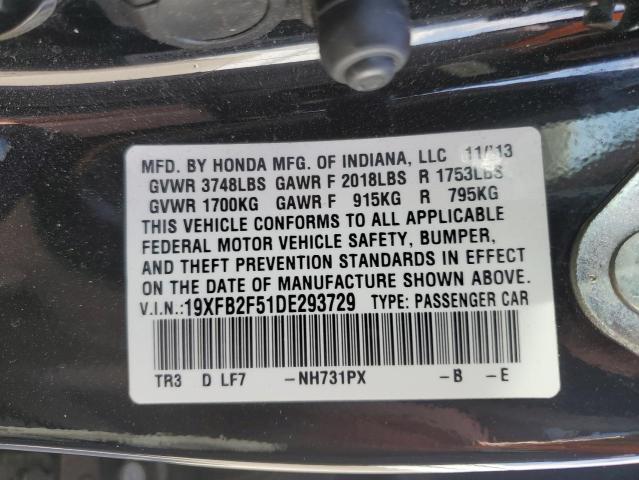 MFD. BY HONDA MFG. OF INDIANA, LLC 11/13
GVWR 3748LBS GAWR F 2018LBS R 1753LBS
GVWR 1700KG GAWR F 915KG R 795KG
THIS VEHICLE CONFORMS TO ALL APPLICABLE
FEDERAL MOTOR VEHICLE SAFETY, BUMPER,
AND THEFT PREVENTION STANDARDS IN EFFECT
ON THE DATE OF MANUFACTURE SHOWN ABOVE.
V.I.N.:19XFB2F51DE293729 TYPE: PASSENGER CAR
TR3 D LF7 -NH731PX -B -E